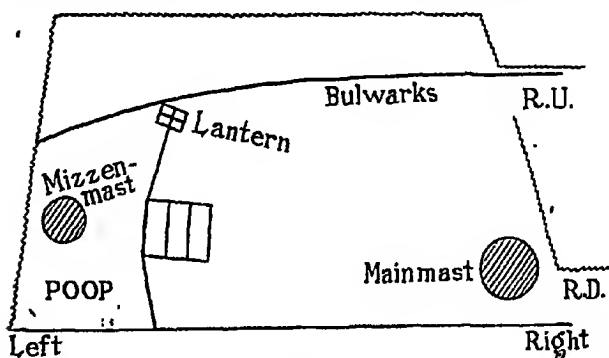 Bulwarks
R.U.
Lantern
Mizzen-
mast
Mainmast
POOP
R.D.
Left
Right